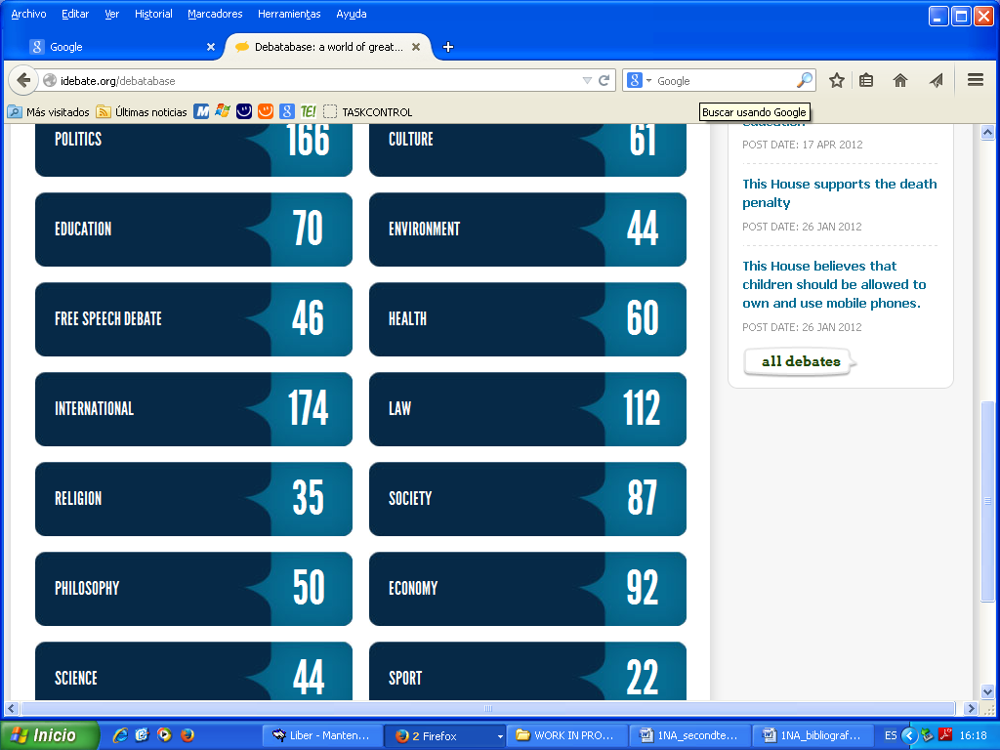 Archivo Editar Ver Historial Marcadores Herramientas Ayuda
Google
Debatabase: a world of great...
idebate.org/debatabase
Google
Más visitados Últimas noticias TE! TASKCONTROL
Buscar usando Google
POLITICS 166
CULTURE 61
EDUCATION 70
ENVIRONMENT 44
FREE SPEECH DEBATE 46
HEALTH 60
INTERNATIONAL 174
LAW 112
RELIGION 35
SOCIETY 87
PHILOSOPHY 50
ECONOMY 92
SCIENCE 44
SPORT 22
POST DATE: 17 APR 2012
This House supports the death
penalty
POST DATE: 26 JAN 2012
This House believes that
children should be allowed to
own and use mobile phones.
POST DATE: 26 JAN 2012
all debates
Inicio
Liber - Manten...
2 Firefox
WORK IN PRO...
1NA_secondte...
1NA_bibliograf...
ES
16:18